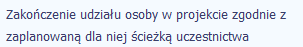 Zakończenie udziału osoby w projekcie zgodnie z
zaplanowaną dla niej ścieżką uczestnictwa